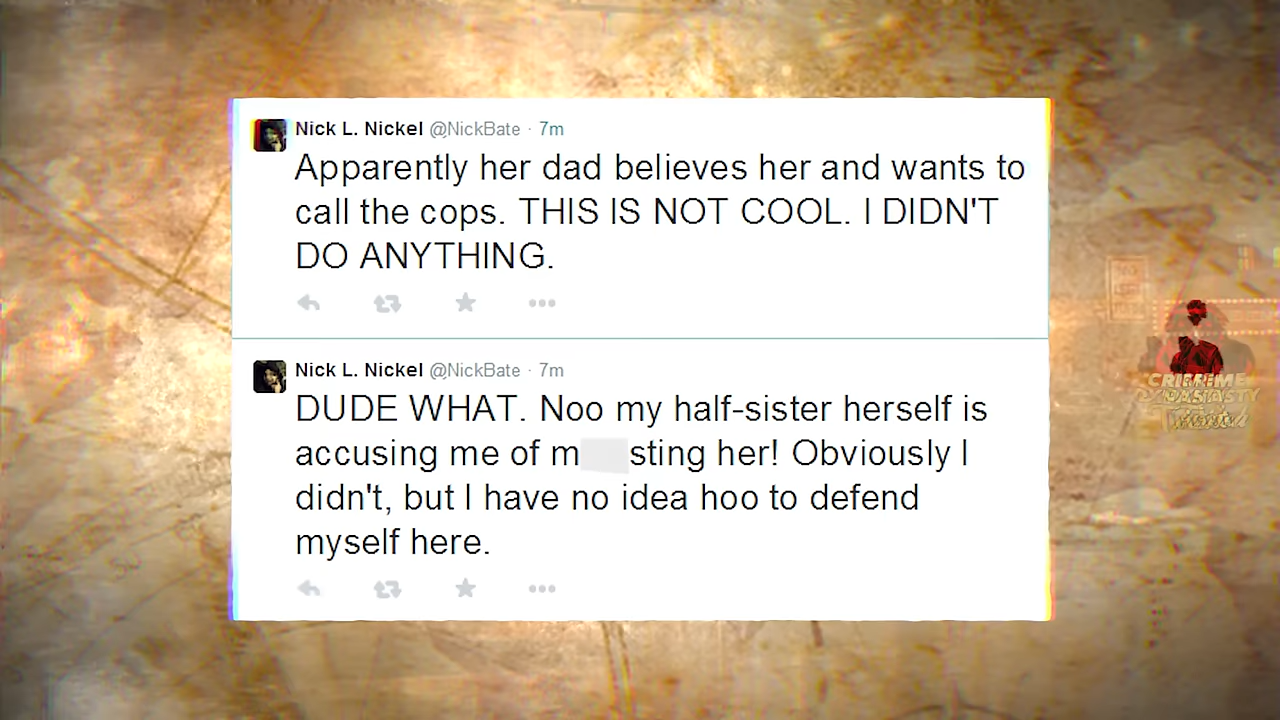 Nick L. Nickel @NickBate · 7m
Apparently her dad believes her and wants to
call the cops. THIS IS NOT COOL. I DIDN'T
DO ANYTHING.
Nick L. Nickel @NickBate · 7m
DUDE WHAT. Noo my half-sister herself is
accusing me of m sting her! Obviously I
didn't, but I have no idea hoo to defend
myself here.